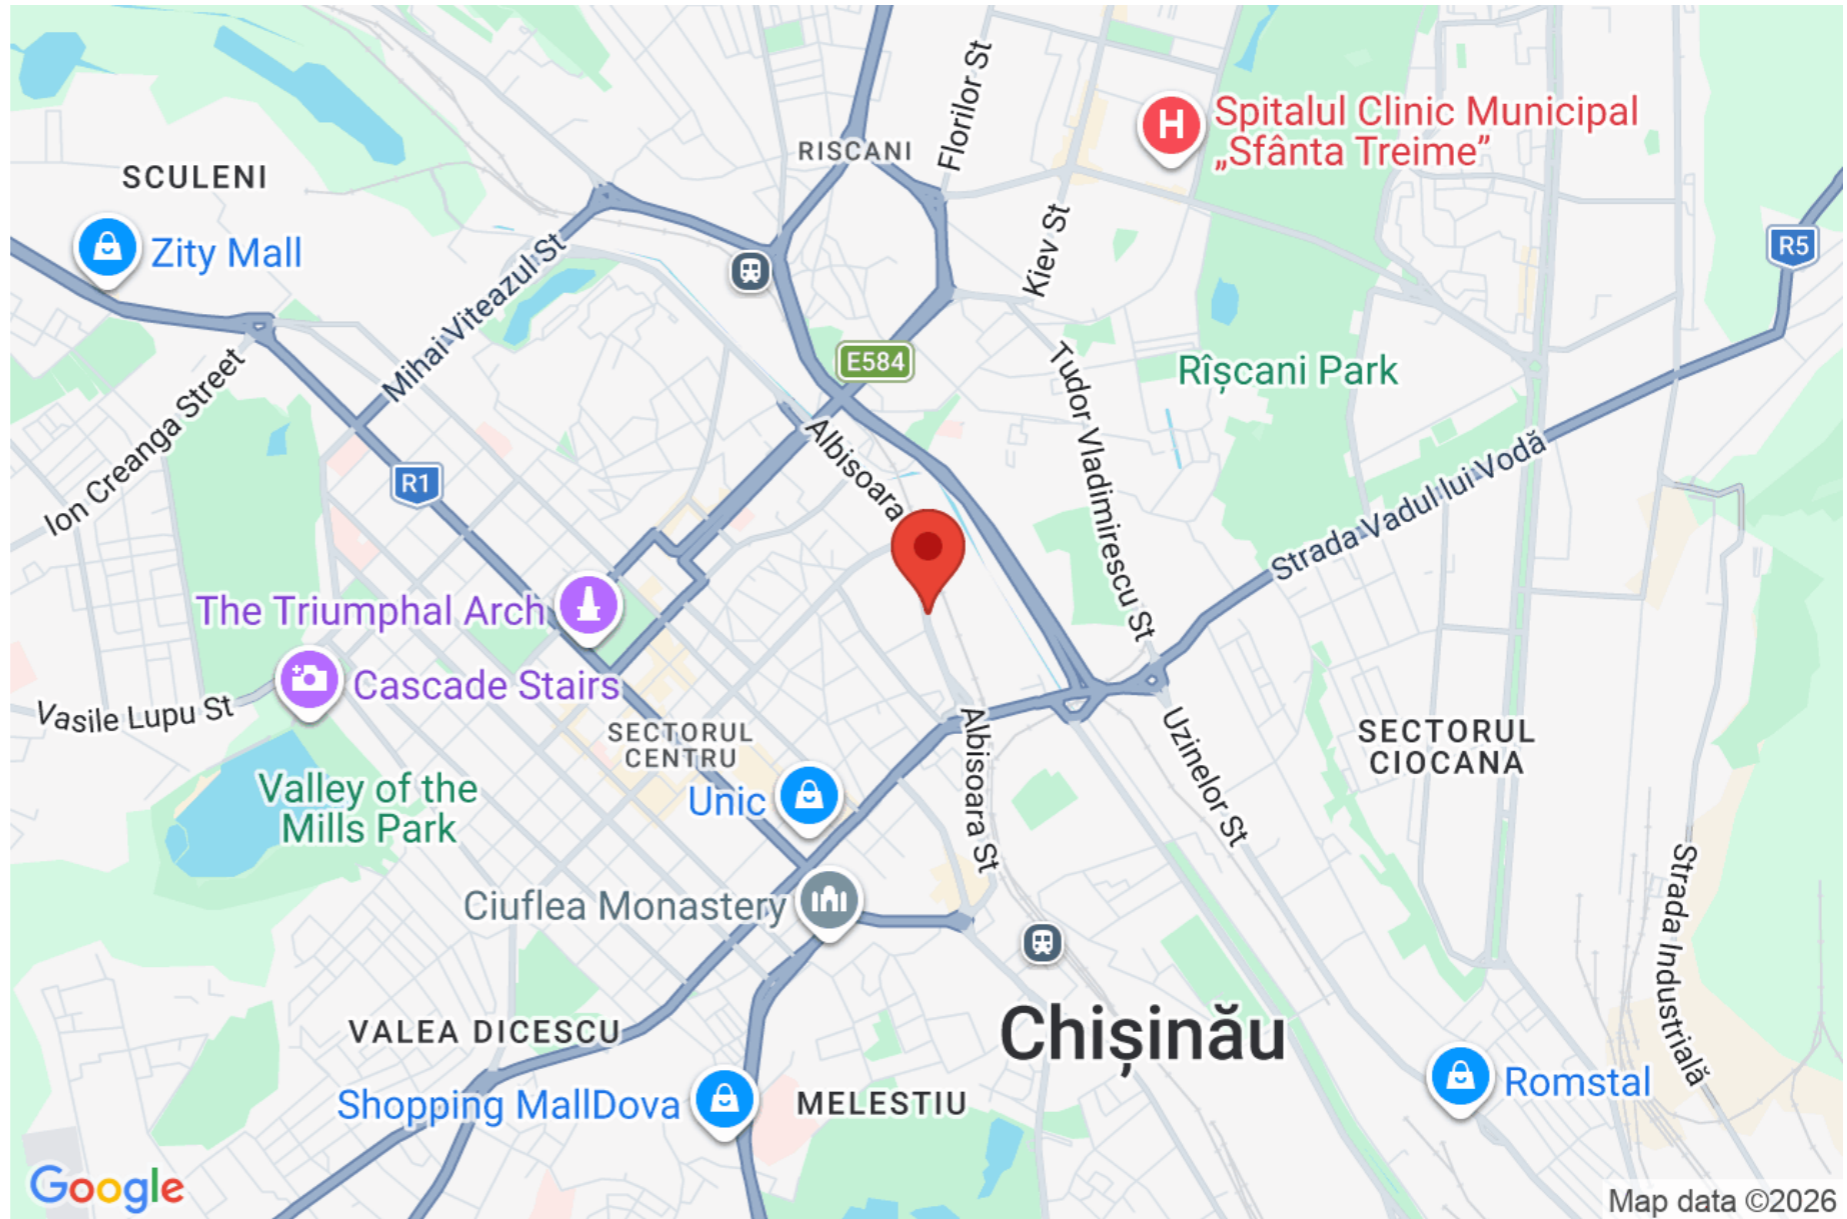 Florilor St
Spitalul Clinic Municipal
„Sfânta Treime”
RISCANI
SCULENI
Kiev St
R5
Zity Mall
Mihai Viteazul St
E584
Rîșcani Park
Ion Creanga Street
Tudor Vladimirescu St
Albisoara
R1
Strada Vadul lui Vodă
The Triumphal Arch
Cascade Stairs
Vasile Lupu St
SECTORUL
CENTRU
Albisoara St
Uzinelor St
SECTORUL
CIOCANA
Valley of the
Mills Park
Unic
Ciuflea Monastery
Strada Industrială
VALEA DICESCU
Chișinău
Shopping MallDova
MELESTIU
Romstal
Google
Map data ©2026